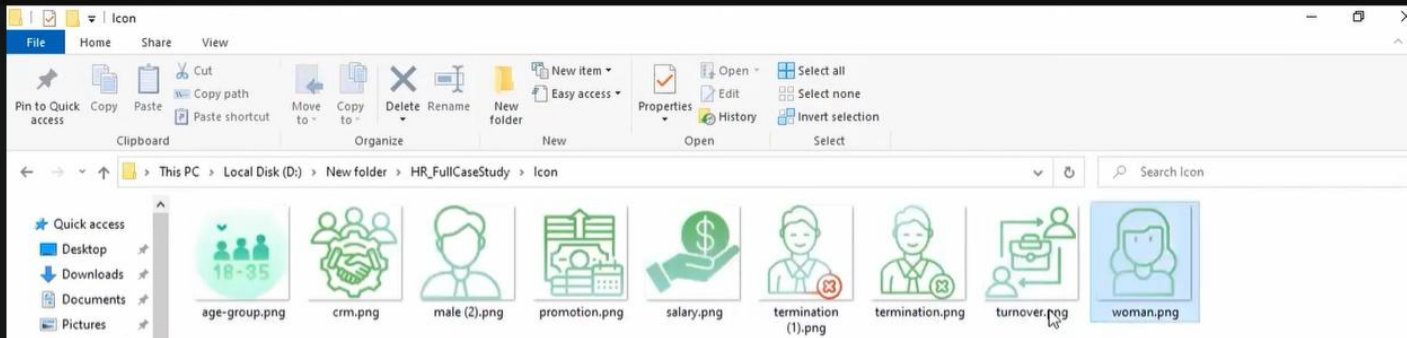 Icon
File Home Share View
Pin to Quick access
Copy
Paste
Cut
Copy path
Paste shortcut
Clipboard
Move to
Copy to
Delete
Rename
Organize
New folder
New item
Easy access
New
Properties
Open
Edit
History
Open
Select all
Select none
Invert selection
Select
This PC > Local Disk (D:) > New folder > HR_FullCaseStudy > Icon
Search Icon
Quick access
Desktop
Downloads
Documents
Pictures
18-35
age-group.png
crm.png
male (2).png
promotion.png
salary.png
termination
(1).png
termination.png
turnover.png
woman.png